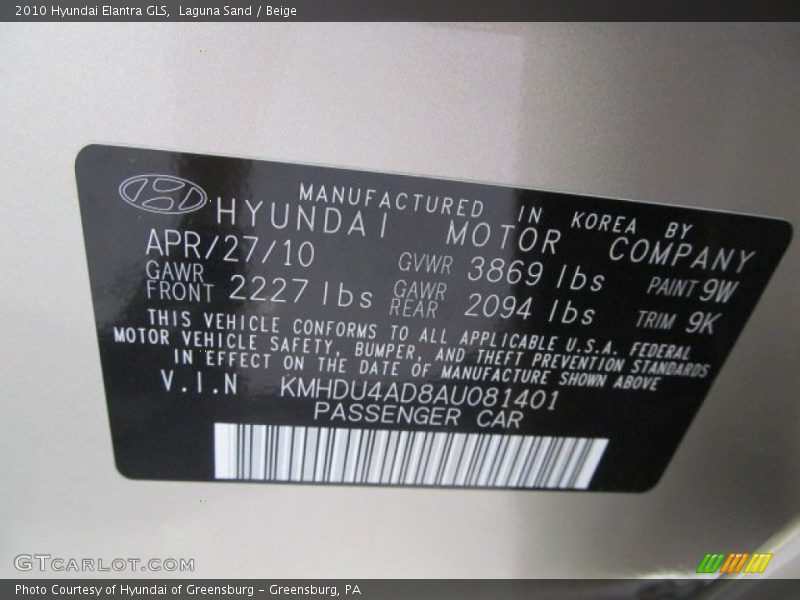 2010 Hyundai Elantra GLS,  Laguna Sand / Beige
MANUFACTURED IN KOREA BY
HYUNDAI MOTOR COMPANY
APR/27/10 GVWR 3869 lbs PAINT 9W
GAWR FRONT 2227 lbs GAWR REAR 2094 lbs TRIM 9K
THIS VEHICLE CONFORMS TO ALL APPLICABLE U.S.A. FEDERAL
MOTOR VEHICLE SAFETY, BUMPER, AND THEFT PREVENTION STANDARDS
IN EFFECT ON THE DATE OF MANUFACTURE SHOWN ABOVE
V.I.N KMHDU4AD8AU081401
PASSENGER CAR
GTCARLOT.COM
Photo Courtesy of Hyundai of Greensburg – Greensburg, PA